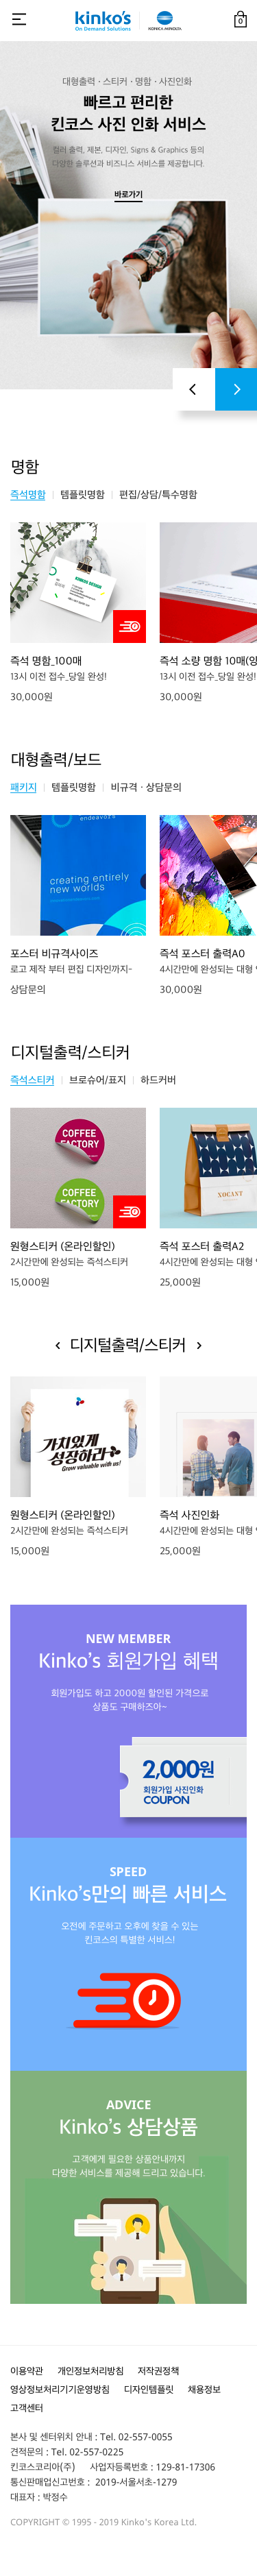 kinko's
On Demand Solutions
KONICA MINOLTA
0
대형출력 · 스티커 · 명함 · 사진인화
빠르고 편리한
킨코스 사진 인화 서비스
컬러 출력, 제본, 디자인, Signs & Graphics 등의
다양한 솔루션과 비즈니스 서비스를 제공합니다.
바로가기
명함
즉석명함 | 템플릿명함 | 편집/상담/특수명함
KINKOS DESIGN
즉석 명함_100매
13시 이전 접수_당일 완성!
30,000원
즉석 소량 명함 10매(양
13시 이전 접수_당일 완성!
30,000원
대형출력/보드
패키지 | 템플릿명함 | 비규격 · 상담문의
endeavors
creating entirely
new worlds
포스터 비규격사이즈
로고 제작 부터 편집 디자인까지~
상담문의
즉석 포스터 출력A0
4시간만에 완성되는 대형
30,000원
디지털출력/스티커
즉석스티커 | 브로슈어/표지 | 하드커버
COFFEE
FACTORY
COFFEE
FACTORY
원형스티커 (온라인할인)
2시간만에 완성되는 즉석스티커
15,000원
XOCANT
즉석 포스터 출력A2
4시간만에 완성되는 대형
25,000원
디지털출력/스티커
가치있게
성장하라
Grow valuable with us!
원형스티커 (온라인할인)
2시간만에 완성되는 즉석스티커
15,000원
즉석 사진인화
4시간만에 완성되는 대형
25,000원
NEW MEMBER
Kinko's 회원가입 혜택
회원가입도 하고 2000원 할인된 가격으로
상품도 구매하즈아~
2,000원
회원가입 사진인화
COUPON
SPEED
Kinko's만의 빠른 서비스
오전에 주문하고 오후에 찾을 수 있는
킨코스의 특별한 서비스!
ADVICE
Kinko's 상담상품
고객에게 필요한 상품안내까지
다양한 서비스를 제공해 드리고 있습니다.
이용약관 개인정보처리방침 저작권정책
영상정보처리기기운영방침 디자인템플릿 채용정보
고객센터
본사 및 센터위치 안내 : Tel. 02-557-0055
견적문의 : Tel. 02-557-0225
킨코스코리아(주) 사업자등록번호 : 129-81-17306
통신판매업신고번호 : 2019-서울서초-1279
대표자 : 박정수
COPYRIGHT © 1995 - 2019 Kinko's Korea Ltd.